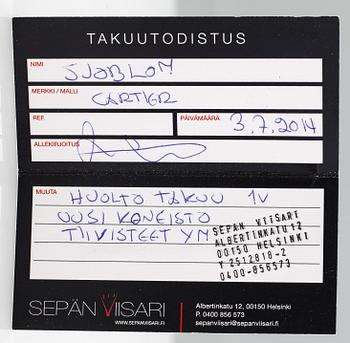 TAKUUTODISTUS
NIMI
SJÖBLOM
MERKKI / MALLI
CARTIER
REF.
PÄIVÄMÄÄRÄ
3.7.2014
ALLEKIRJOITUS
MUUTA
HUOLTO TAKUU 1V
UUSI KONEISTO
TIIVISTEET YM
SEPÄN VIISARI
ALBERTINKATU 12
00150 HELSINKI
Y 2512818-2
0400-856573
SEPÄN VIISARI
WWW.SEPANVIISARI.FI
Albertinkatu 12, 00150 Helsinki
P. 0400 856 573
sepanviisari@sepanviisari.fi